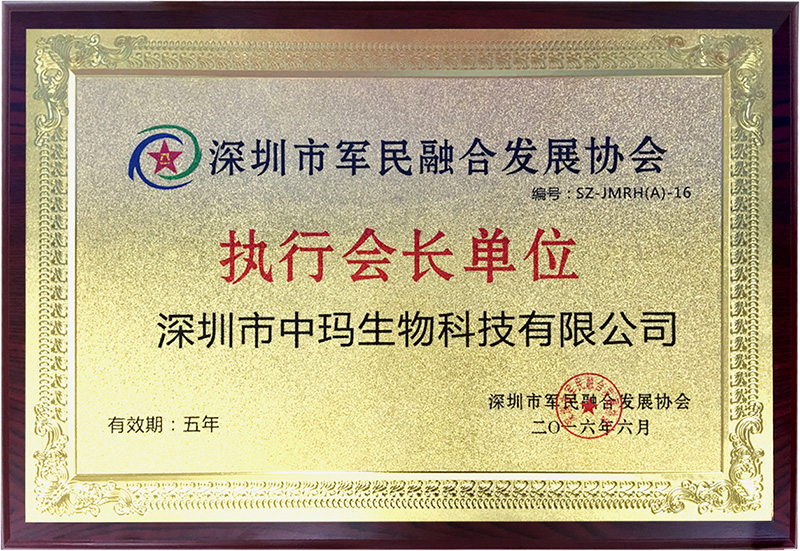 深圳市军民融合发展协会
编号：SZ-JMRH(A)-16
执行会长单位
深圳市中玛生物科技有限公司
有效期：五年
深圳市军民融合发展协会
二〇一六年六月